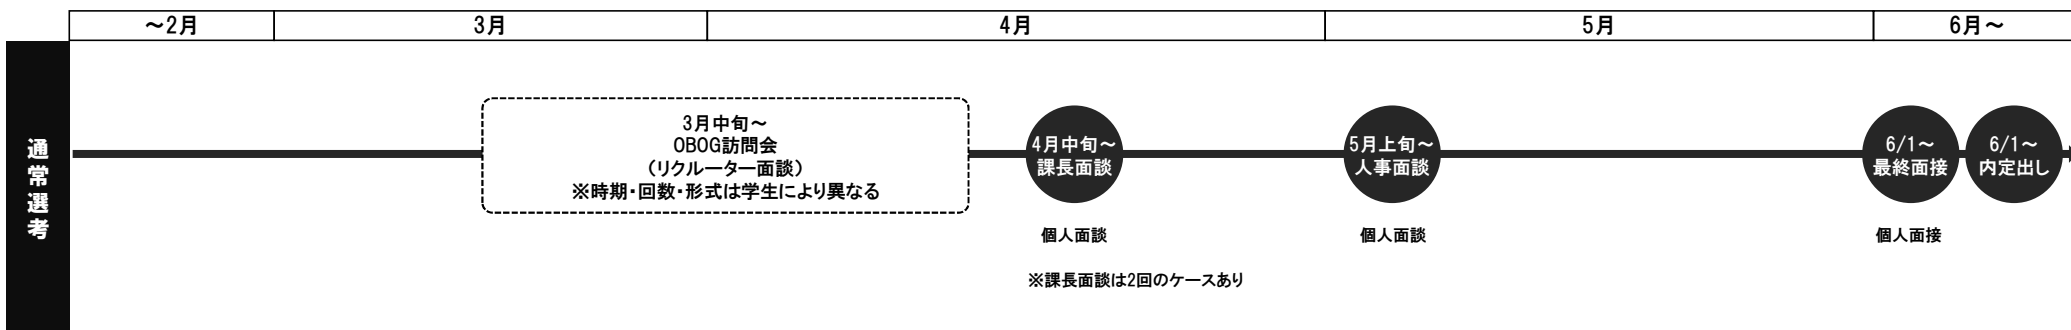 ～2月
3月
4月
5月
6月～
通常選考
3月中旬～
OBOG訪問会
（リクルーター面談）
※時期・回数・形式は学生により異なる
4月中旬～
課長面談
5月上旬～
人事面談
6/1～
最終面接
6/1～
内定出し
個人面談
個人面談
個人面接
※課長面談は2回のケースあり